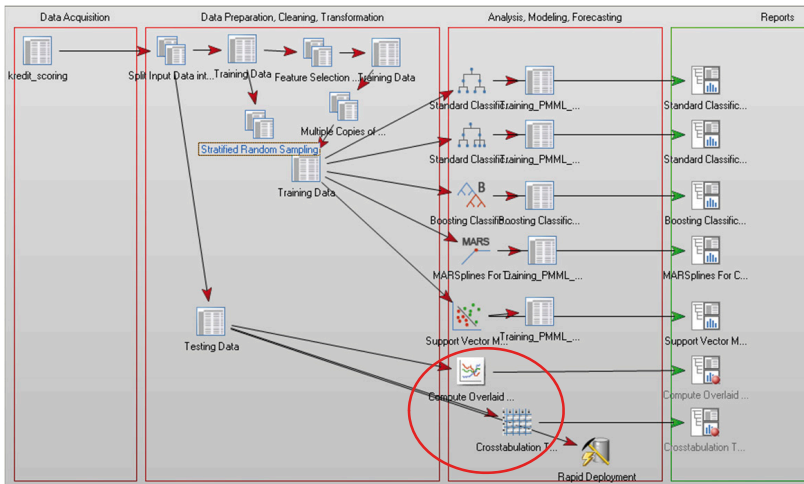 Data Acquisition
Data Preparation, Cleaning, Transformation
Analysis, Modeling, Forecasting
Reports
kredit_scoring
Split Input Data int...
Training Data
Feature Selection ...
Training Data
Multiple Copies of ...
Stratified Random Sampling
Training Data
Testing Data
Standard Classific...
Training_PMML_...
Standard Classific...
Standard Classific...
Training_PMML_...
Standard Classific...
B
Boosting Classific...
Boosting Classific...
Boosting Classific...
MARS
MARSplines For ...
Training_PMML_...
MARSplines For C...
Support Vector M...
Training_PMML_...
Support Vector M...
Compute Overlaid ...
Compute Overlaid ...
Crosstabulation T...
Crosstabulation T...
Rapid Deployment